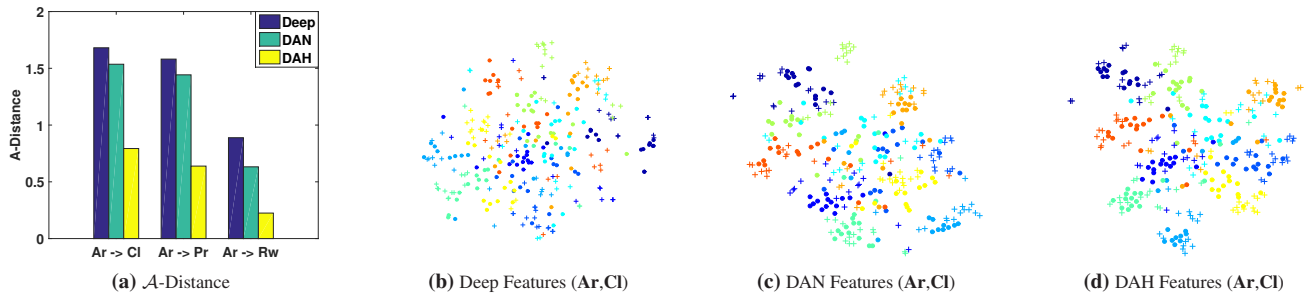 2
1.5
1
0.5
0
A-Distance
Deep
DAN
DAH
Ar -> Cl Ar -> Pr Ar -> Rw
(a) 𝒜-Distance
(b) Deep Features (Ar,Cl)
(c) DAN Features (Ar,Cl)
(d) DAH Features (Ar,Cl)